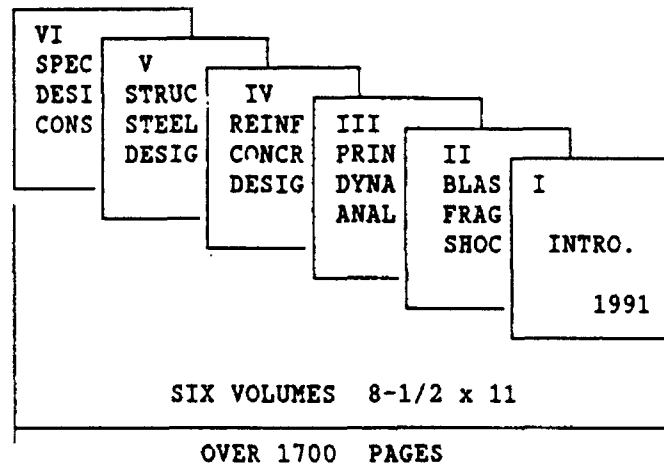 VI
SPEC
DESI
CONS
V
STRUC
STEEL
DESIG
IV
REINF
CONCR
DESIG
III
PRIN
DYNA
ANAL
II
BLAS
FRAG
SHOC
I
INTRO.
1991
SIX VOLUMES 8-1/2 x 11
OVER 1700 PAGES